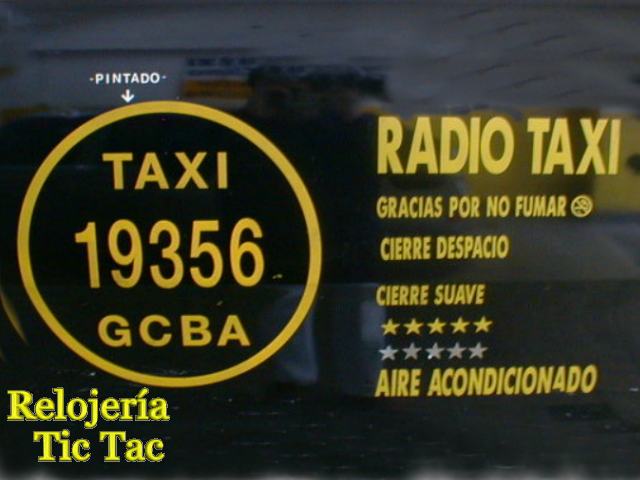 -PINTADO-
TAXI
19356
GCBA
RADIO TAXI
GRACIAS POR NO FUMAR
CIERRE DESPACIO
CIERRE SUAVE
AIRE ACONDICIONADO
Relojería
Tic Tac